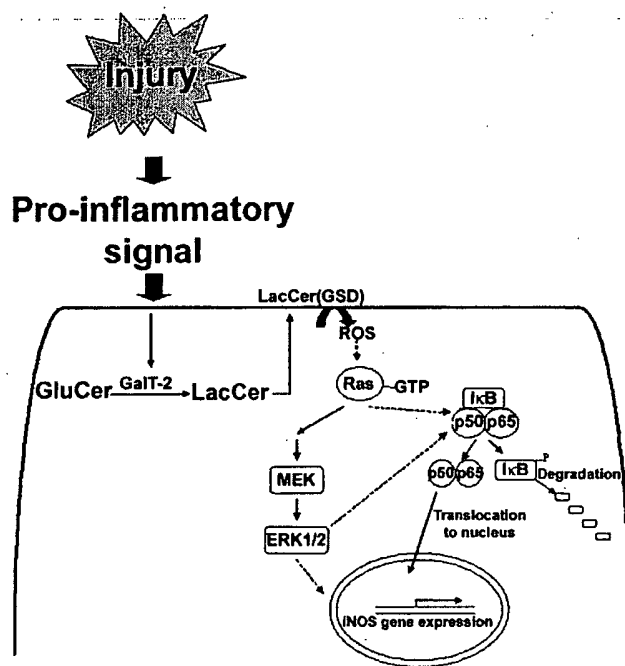 Injury
Pro-inflammatory
signal
LacCer(GSD)
ROS
GluCer GalT-2 LacCer
Ras GTP
IκB
p50 p65
p50 p65 IκB P Degradation
MEK
Translocation
to nucleus
ERK1/2
iNOS gene expression